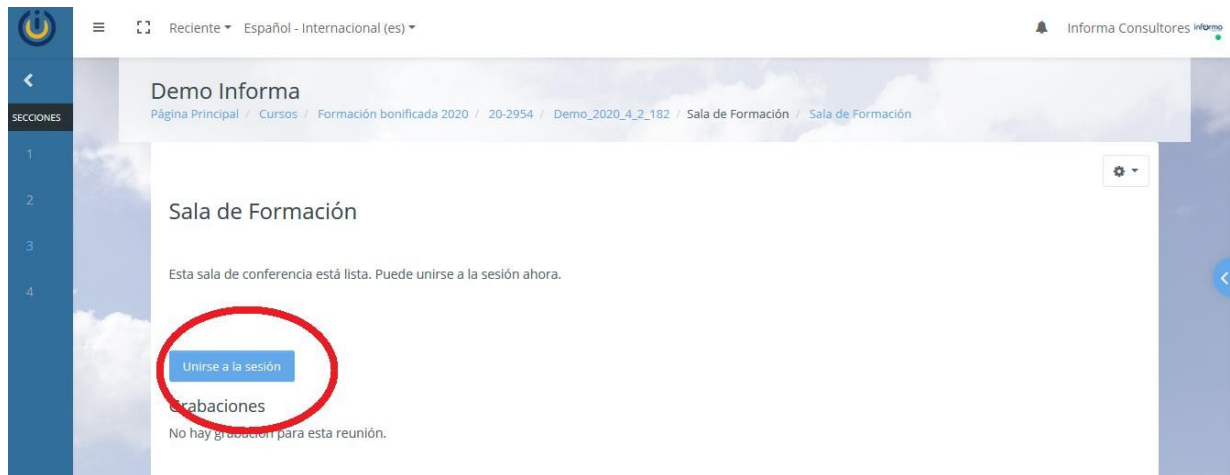 Reciente Español - Internacional (es) Informa Consultores informa
SECCIONES
1
2
3
4
Demo Informa
Página Principal / Cursos / Formación bonificada 2020 / 20-2954 / Demo_2020_4_2_182 / Sala de Formación / Sala de Formación
Sala de Formación
Esta sala de conferencia está lista. Puede unirse a la sesión ahora.
Unirse a la sesión
Grabaciones
No hay grabación para esta reunión.